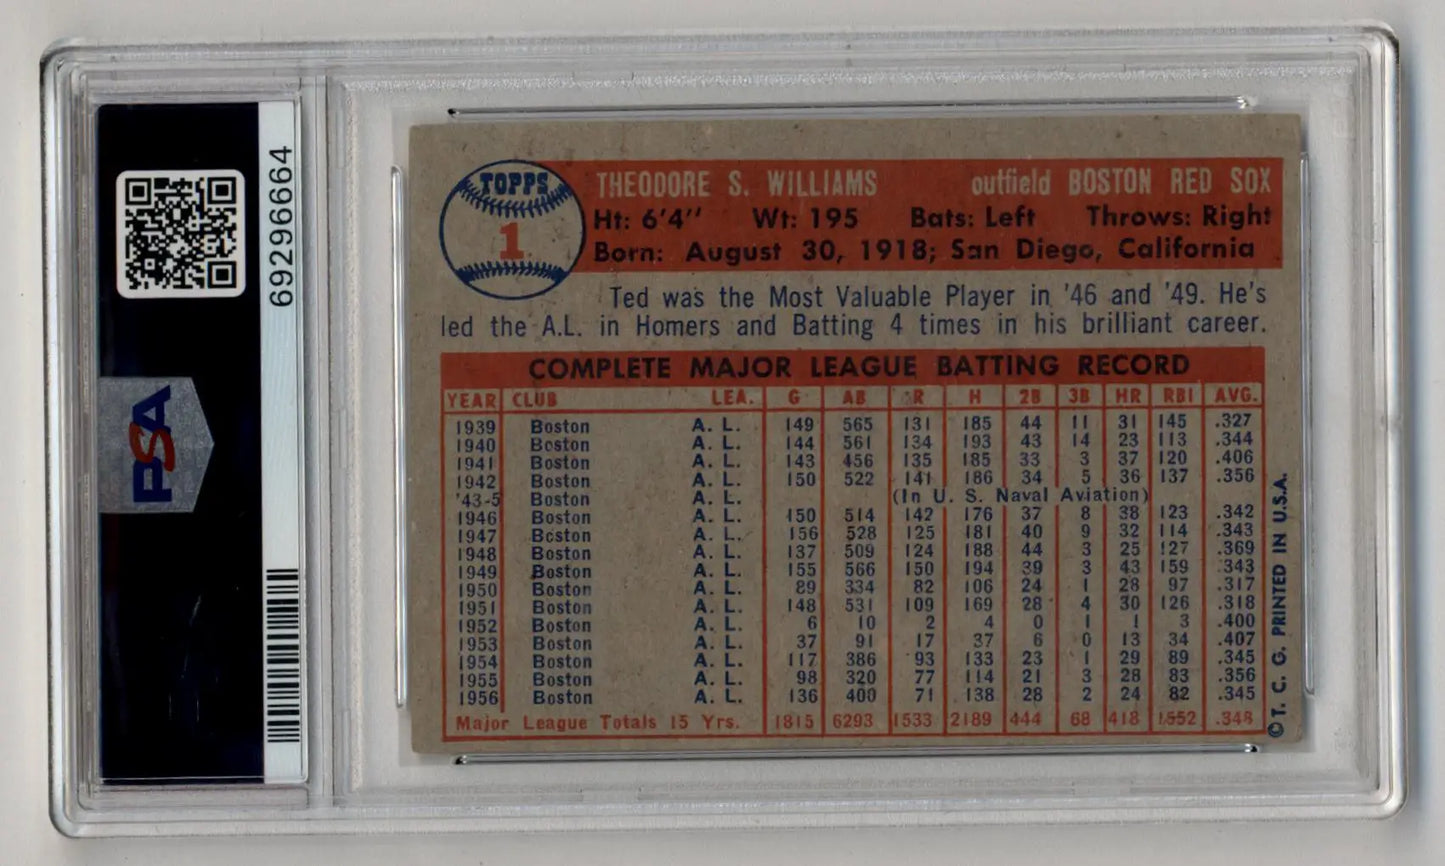 69296664
PSA
TOPPS
1
THEODORE S. WILLIAMS outfield BOSTON RED SOX
Ht: 6'4'' Wt: 195 Bats: Left Throws: Right
Born: August 30, 1918; San Diego, California
Ted was the Most Valuable Player in '46 and '49. He's
led the A.L. in Homers and Batting 4 times in his brilliant career.
COMPLETE MAJOR LEAGUE BATTING RECORD
YEAR CLUB LEA. G AB R H 2B 3B HR RBI AVG.
1939 Boston A. L. 149 565 131 185 44 11 31 145 .327
1940 Boston A. L. 144 561 134 193 43 14 23 113 .344
1941 Boston A. L. 143 456 135 185 33 3 37 120 .406
1942 Boston A. L. 150 522 141 186 34 5 36 137 .356
'43-5 Boston A. L. (In U. S. Naval Aviation)
1946 Boston A. L. 150 514 142 176 37 8 38 123 .342
1947 Boston A. L. 156 528 125 181 40 9 32 114 .343
1948 Boston A. L. 137 509 124 188 44 3 25 127 .369
1949 Boston A. L. 155 566 150 194 39 3 43 159 .343
1950 Boston A. L. 89 334 82 106 24 1 28 97 .317
1951 Boston A. L. 148 531 109 169 28 4 30 126 .318
1952 Boston A. L. 6 10 2 4 0 1 1 3 .400
1953 Boston A. L. 37 91 17 37 6 0 13 34 .407
1954 Boston A. L. 117 386 93 133 23 1 29 89 .345
1955 Boston A. L. 98 320 77 114 21 3 28 83 .356
1956 Boston A. L. 136 400 71 138 28 2 24 82 .345
Major League Totals 15 Yrs. 1815 6293 1533 2189 444 68 418 1552 .348
© T. C. G. PRINTED IN U.S.A.